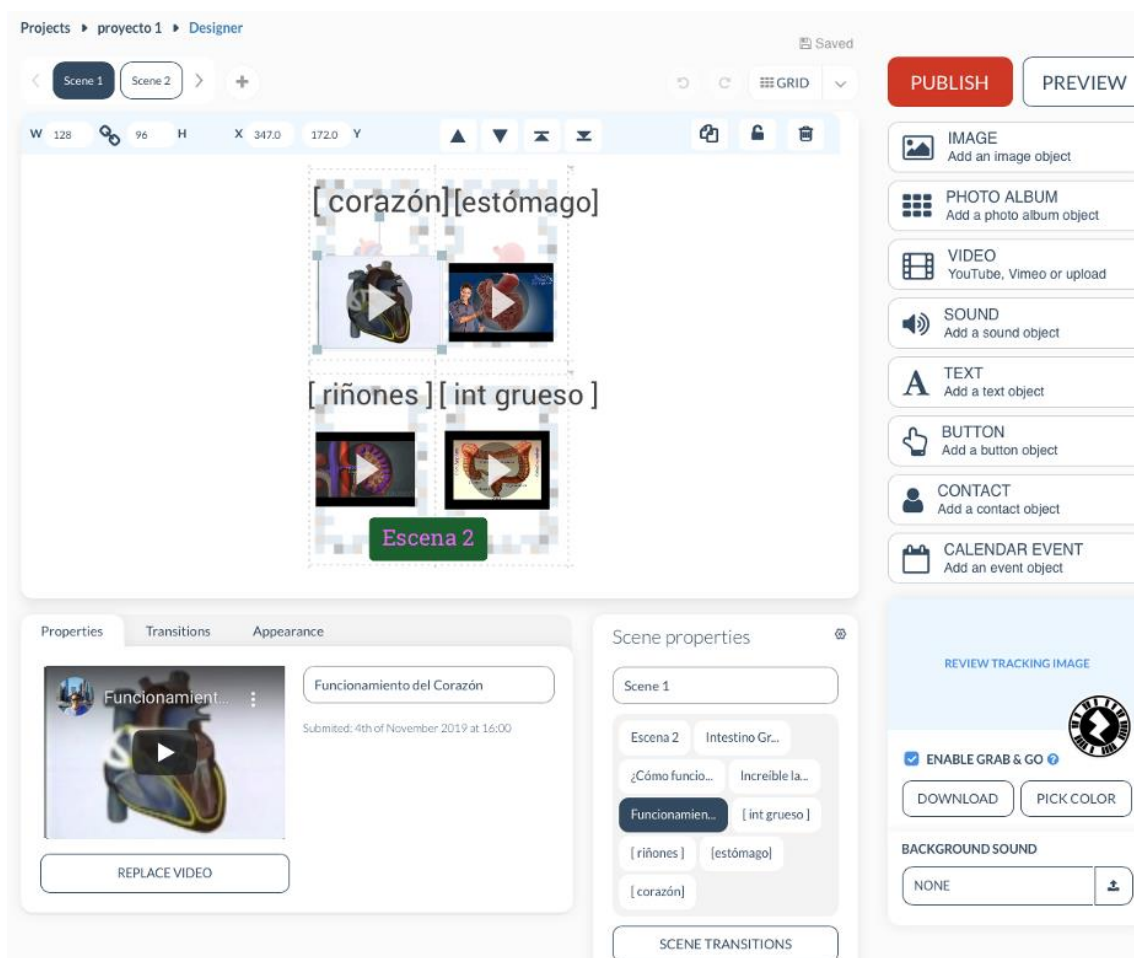 Projects ▸ proyecto 1 ▸ Designer
Saved
Scene 1 Scene 2 +
GRID
PUBLISH PREVIEW
W 128 96 H X 347.0 172.0 Y
IMAGE
Add an image object
PHOTO ALBUM
Add a photo album object
VIDEO
YouTube, Vimeo or upload
SOUND
Add a sound object
TEXT
Add a text object
BUTTON
Add a button object
CONTACT
Add a contact object
CALENDAR EVENT
Add an event object
[ corazón] [estómago]
[ riñones ] [ int grueso ]
Escena 2
Properties Transitions Appearance
Funcionamient...
Funcionamiento del Corazón
Submited: 4th of November 2019 at 16:00
REPLACE VIDEO
Scene properties
Scene 1
Escena 2 Intestino Gr...
¿Cómo funcio... Increible la...
Funcionamien... [ int grueso ]
[ riñones ] [estómago]
[ corazón]
SCENE TRANSITIONS
REVIEW TRACKING IMAGE
ENABLE GRAB & GO
DOWNLOAD PICK COLOR
BACKGROUND SOUND
NONE